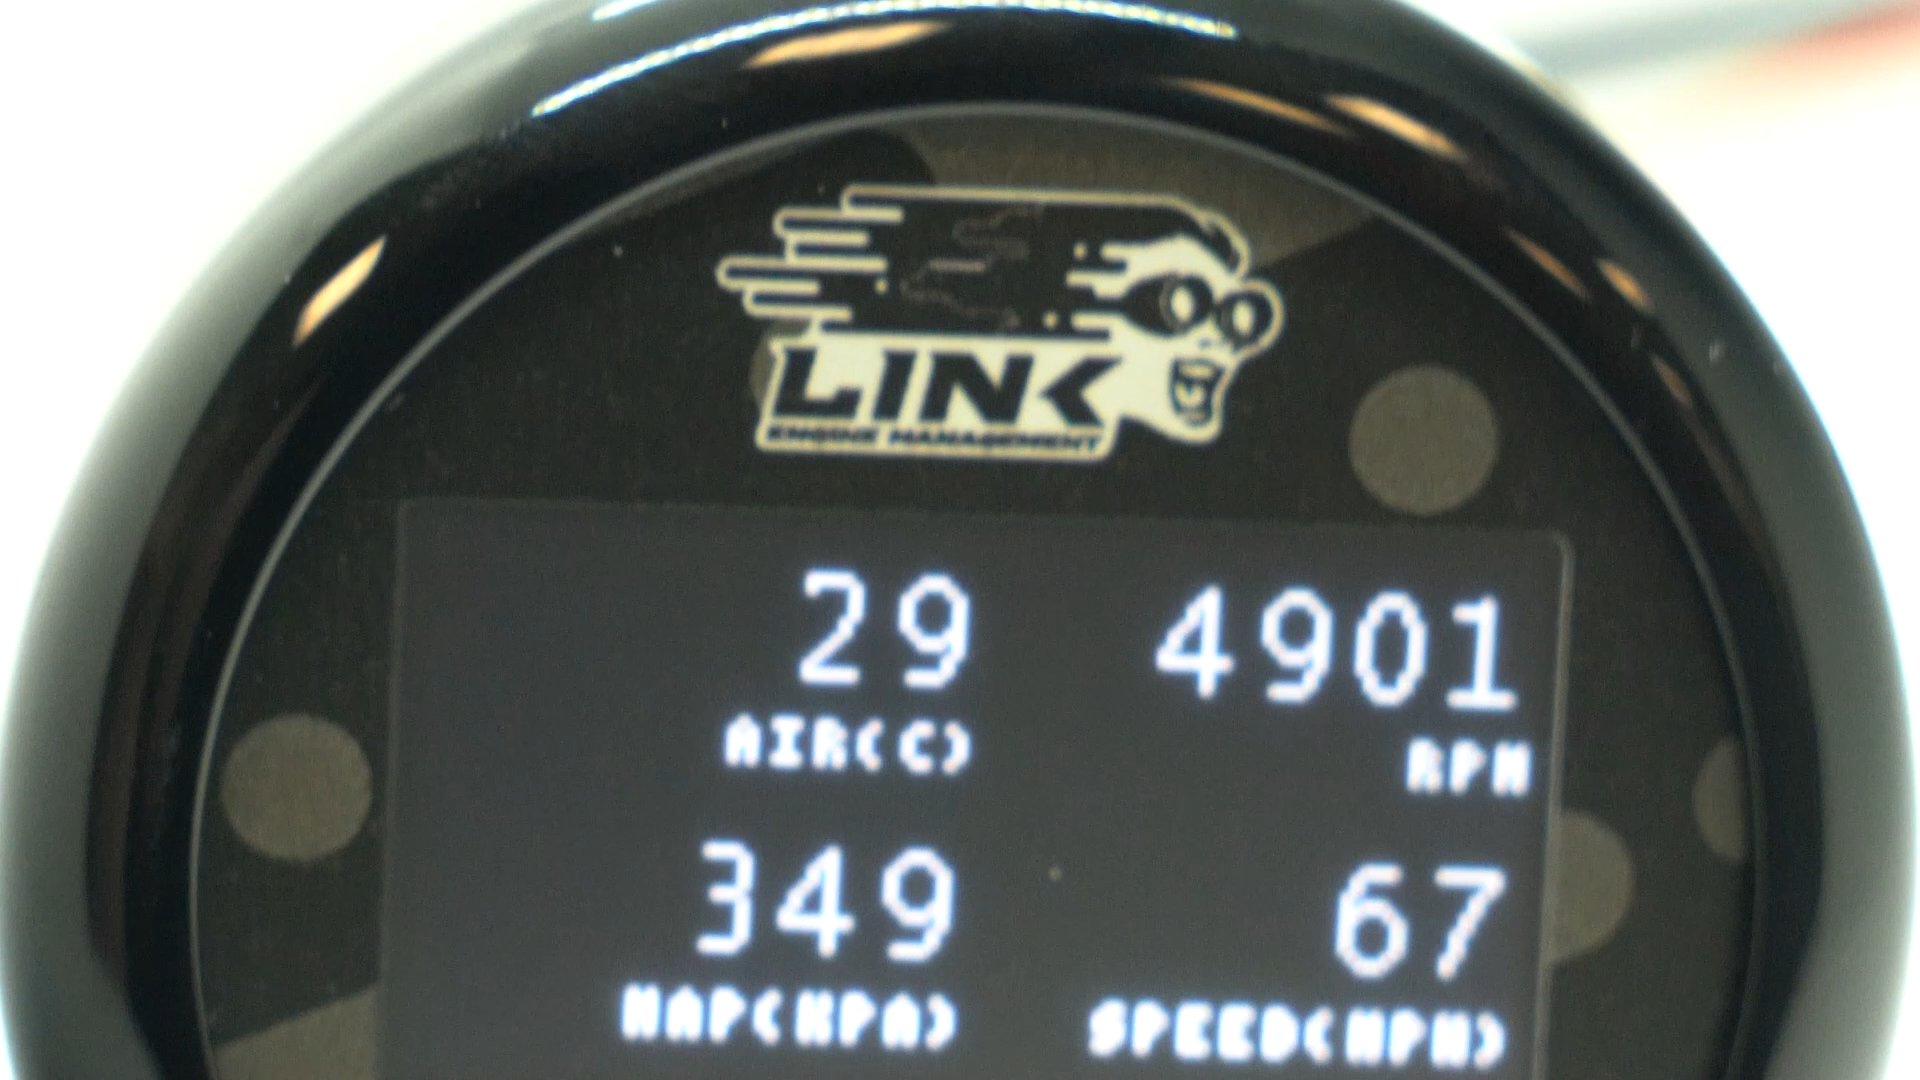 LINK
ENGINE MANAGEMENT
29 4901
AIR(C) RPM
349 67
MAP(KPA) SPEED(MPH)